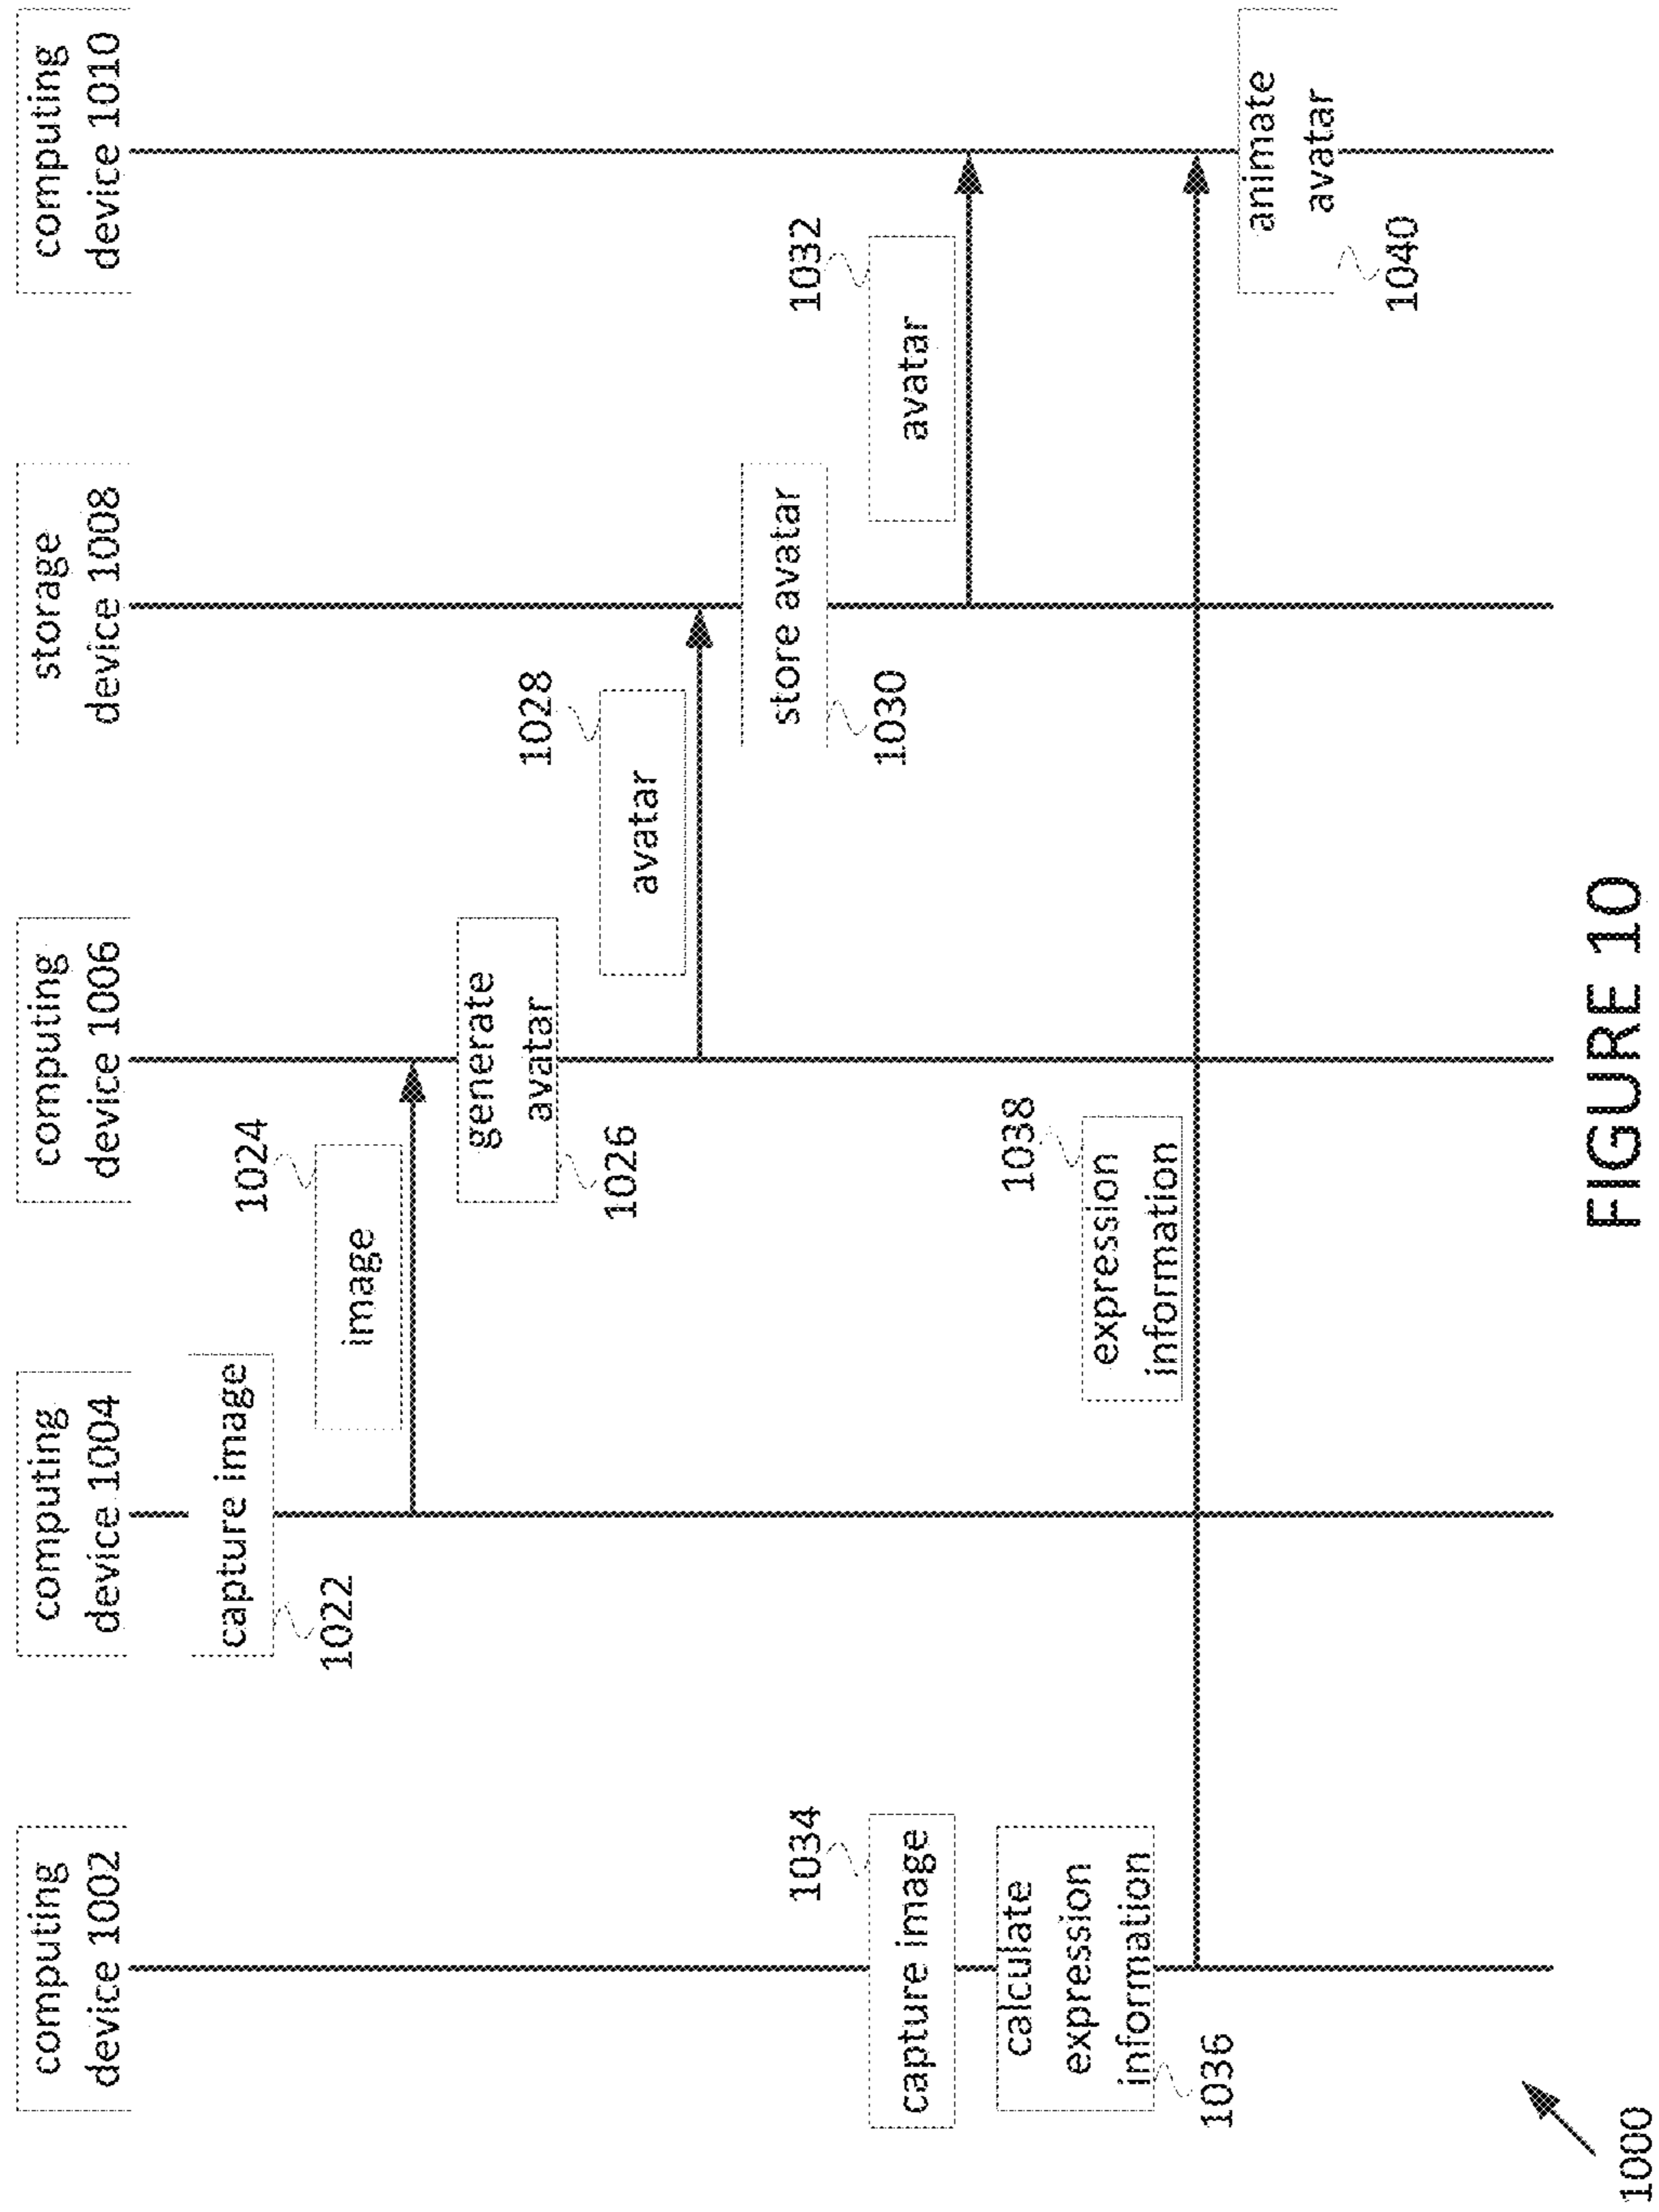 computing
device 1002
computing
device 1004
computing
device 1006
storage
device 1008
computing
device 1010
capture image
1022
1024
image
generate
avatar
1026
1028
avatar
store avatar
1030
1032
avatar
1034
capture image
calculate
expression
information
1036
1038
expression
information
animate
avatar
1040
1000
FIGURE 10